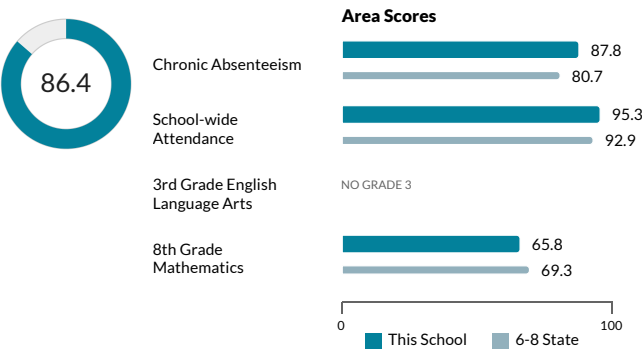 Area Scores
86.4
Chronic Absenteeism
87.8
80.7
School-wide
Attendance
95.3
92.9
3rd Grade English
Language Arts
NO GRADE 3
8th Grade
Mathematics
65.8
69.3
0
100
This School
6-8 State